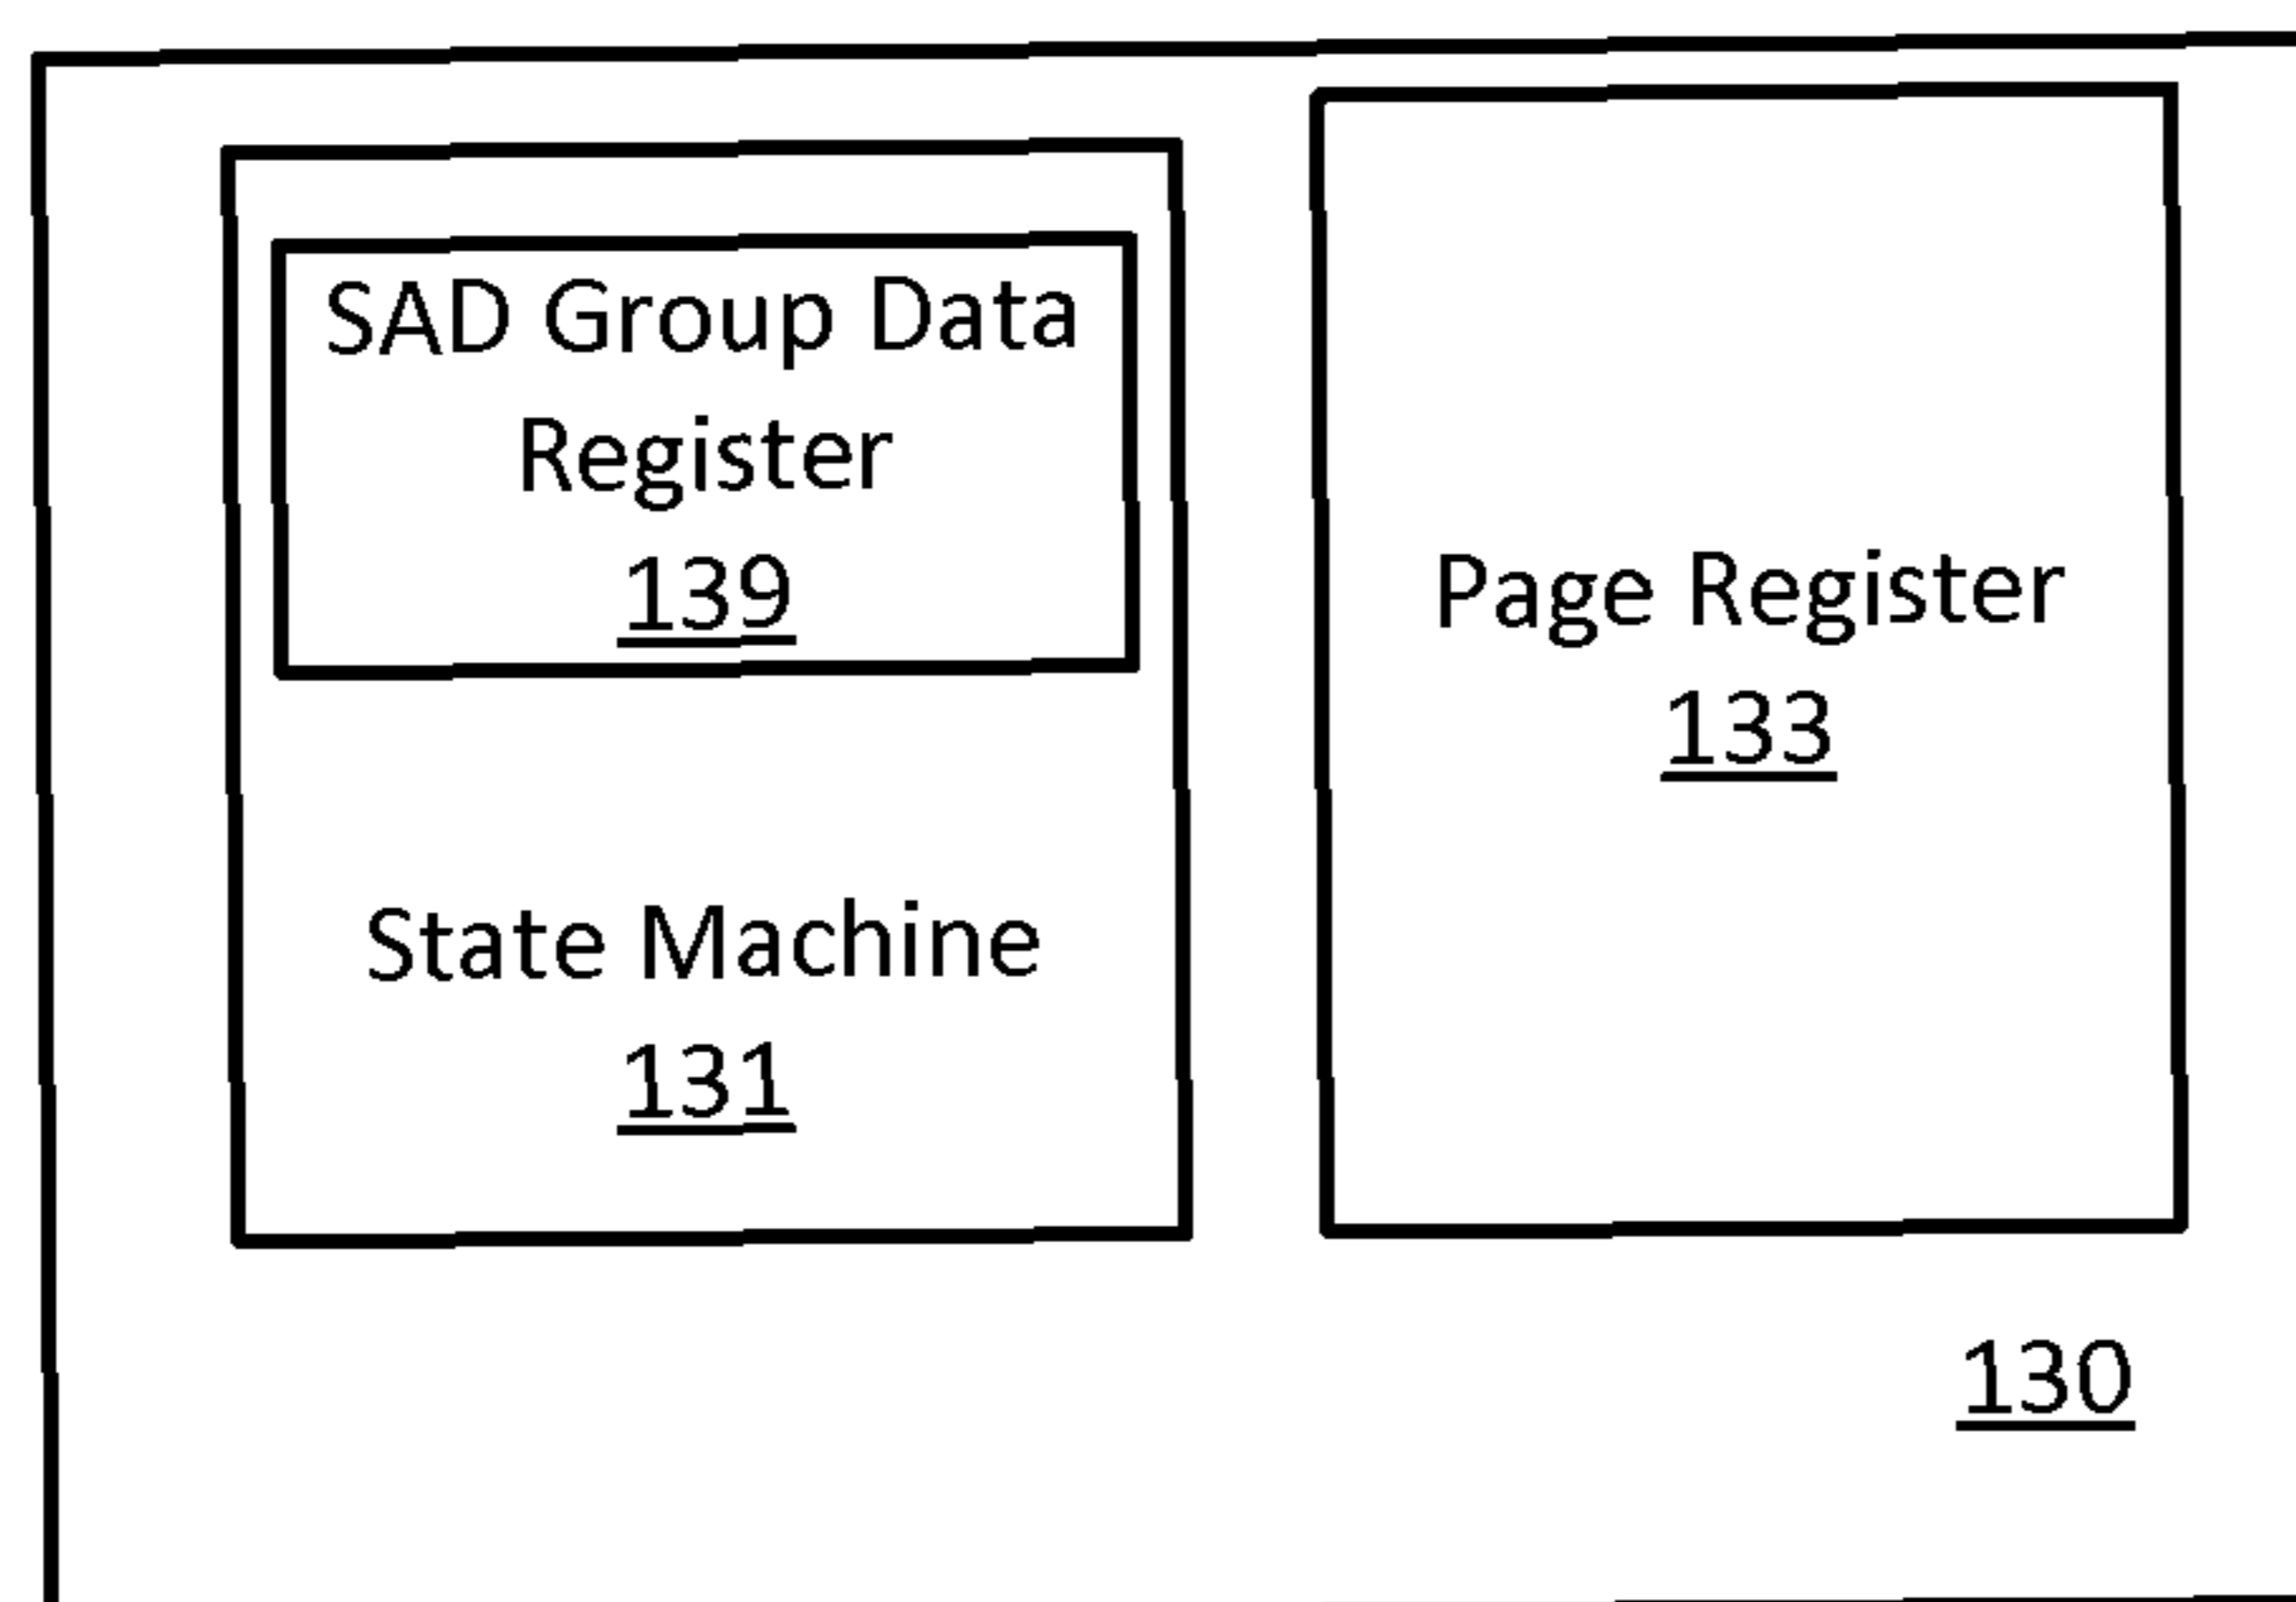 SAD Group Data
Register
139
State Machine
131
Page Register
133
130